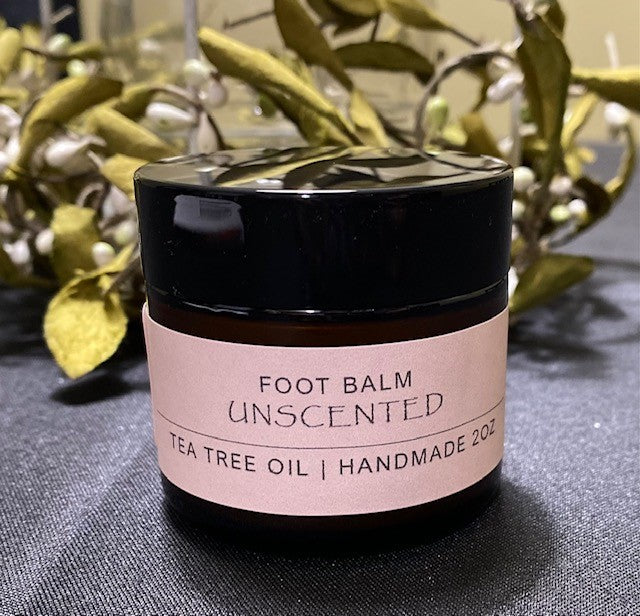 FOOT BALM
UNSCENTED
TEA TREE OIL | HANDMADE 2OZ